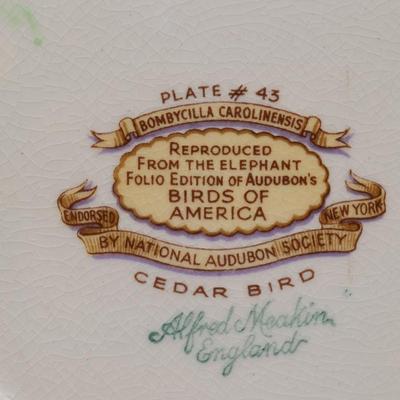 PLATE # 43
BOMBYCILLA CAROLINENSIS
REPRODUCED
FROM THE ELEPHANT
FOLIO EDITION OF AUDUBON'S
BIRDS OF
AMERICA
ENDORSED
NEW YORK
BY NATIONAL AUDUBON SOCIETY
CEDAR BIRD
Alfred Meakin
England